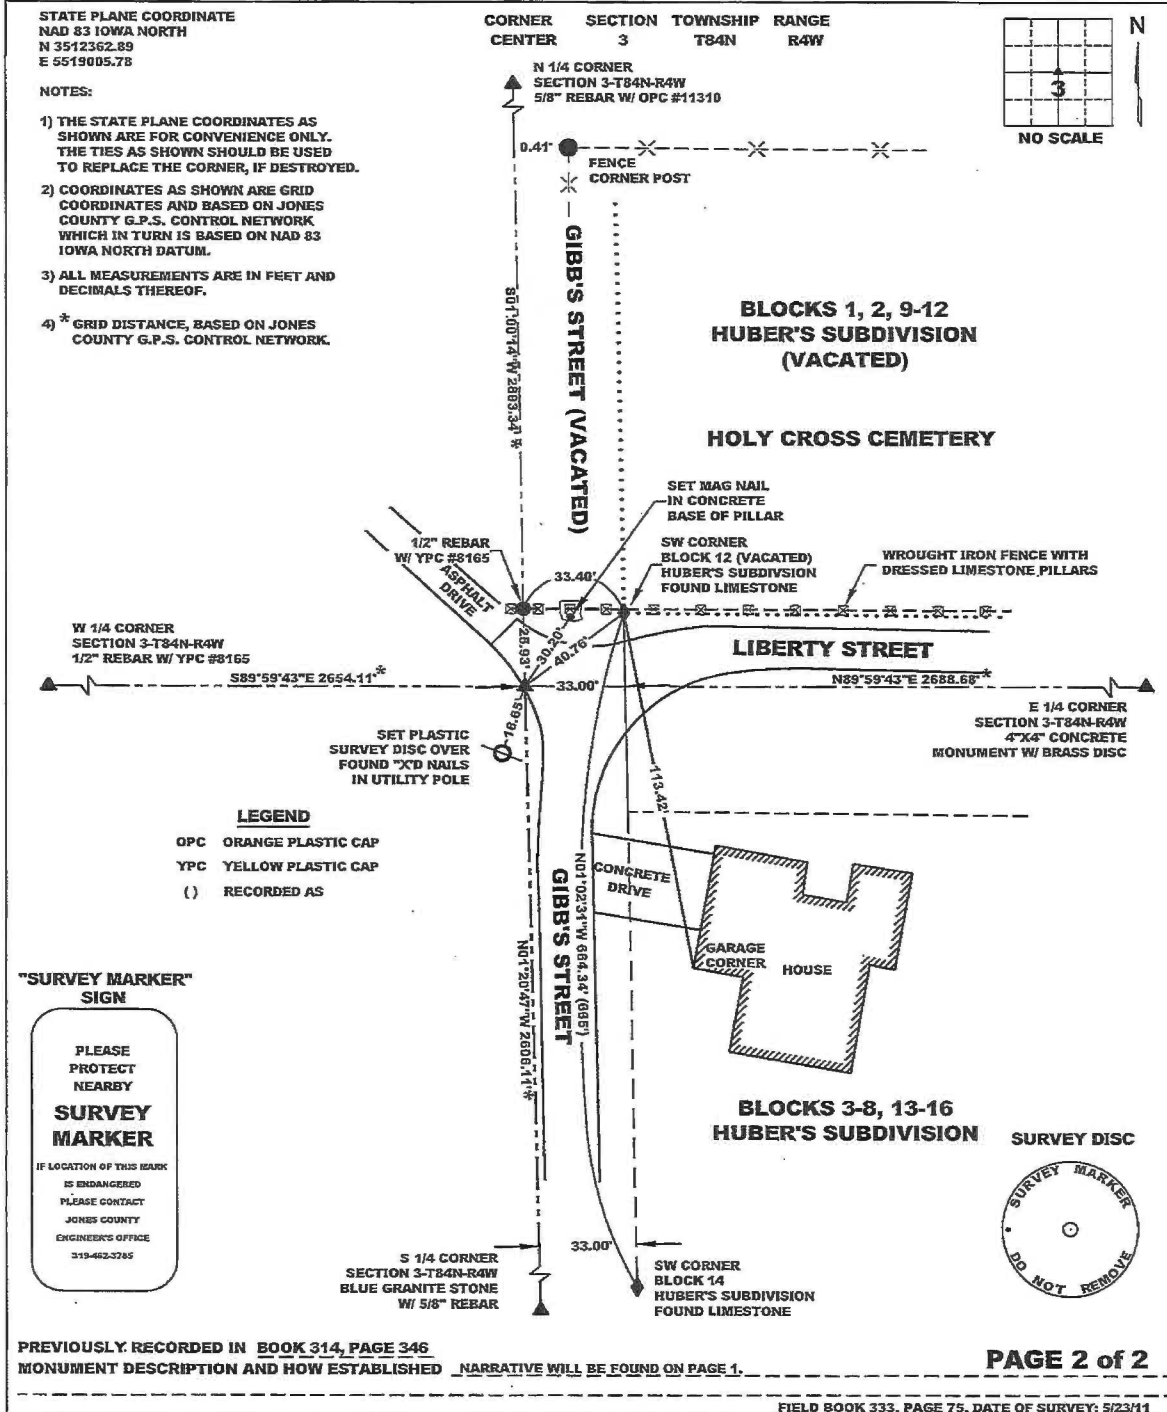 STATE PLANE COORDINATE
NAD 83 IOWA NORTH
N 3512362.89
E 5519005.78
NOTES:
1) THE STATE PLANE COORDINATES AS
SHOWN ARE FOR CONVENIENCE ONLY.
THE TIES AS SHOWN SHOULD BE USED
TO REPLACE THE CORNER, IF DESTROYED.
2) COORDINATES AS SHOWN ARE GRID
COORDINATES AND BASED ON JONES
COUNTY G.P.S. CONTROL NETWORK
WHICH IN TURN IS BASED ON NAD 83
IOWA NORTH DATUM.
3) ALL MEASUREMENTS ARE IN FEET AND
DECIMALS THEREOF.
4) * GRID DISTANCE, BASED ON JONES
COUNTY G.P.S. CONTROL NETWORK.
CORNER SECTION TOWNSHIP RANGE
CENTER 3 T84N R4W
N 1/4 CORNER
SECTION 3-T84N-R4W
5/8" REBAR W/ OPC #11310
3
N
NO SCALE
0.41'
FENCE
CORNER POST
GIBB'S STREET (VACATED)
S01°00'14"W 2683.34' *
BLOCKS 1, 2, 9-12
HUBER'S SUBDIVISION
(VACATED)
HOLY CROSS CEMETERY
SET MAG NAIL
IN CONCRETE
BASE OF PILLAR
1/2" REBAR
W/ YPC #8165
ASPHALT
DRIVE
33.40'
SW CORNER
BLOCK 12 (VACATED)
HUBER'S SUBDIVSION
FOUND LIMESTONE
WROUGHT IRON FENCE WITH
DRESSED LIMESTONE PILLARS
W 1/4 CORNER
SECTION 3-T84N-R4W
1/2" REBAR W/ YPC #8165
25.93'
30.20'
40.76'
LIBERTY STREET
S89°59'43"E 2654.11' *
33.00'
N89°59'43"E 2688.68' *
16.65'
E 1/4 CORNER
SECTION 3-T84N-R4W
4"X4" CONCRETE
MONUMENT W/ BRASS DISC
SET PLASTIC
SURVEY DISC OVER
FOUND "X'D NAILS
IN UTILITY POLE
113.42'
LEGEND
OPC ORANGE PLASTIC CAP
YPC YELLOW PLASTIC CAP
( ) RECORDED AS
GIBB'S STREET
N01°02'31"W 664.34' (665')
N01°20'47"W 2606.11' *
CONCRETE
DRIVE
GARAGE
CORNER
HOUSE
"SURVEY MARKER"
SIGN
PLEASE
PROTECT
NEARBY
SURVEY
MARKER
IF LOCATION OF THIS MARK
IS ENDANGERED
PLEASE CONTACT
JONES COUNTY
ENGINEER'S OFFICE
319-462-3785
BLOCKS 3-8, 13-16
HUBER'S SUBDIVISION
SURVEY DISC
SURVEY MARKER
DO NOT REMOVE
S 1/4 CORNER
SECTION 3-T84N-R4W
BLUE GRANITE STONE
W/ 5/8" REBAR
33.00'
SW CORNER
BLOCK 14
HUBER'S SUBDIVISION
FOUND LIMESTONE
PREVIOUSLY RECORDED IN BOOK 314, PAGE 346
MONUMENT DESCRIPTION AND HOW ESTABLISHED NARRATIVE WILL BE FOUND ON PAGE 1.
PAGE 2 of 2
FIELD BOOK 333, PAGE 75, DATE OF SURVEY: 5/23/11